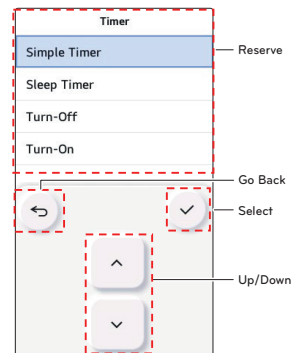 Timer
Simple Timer
Reserve
Sleep Timer
Turn-Off
Turn-On
Go Back
Select
Up/Down